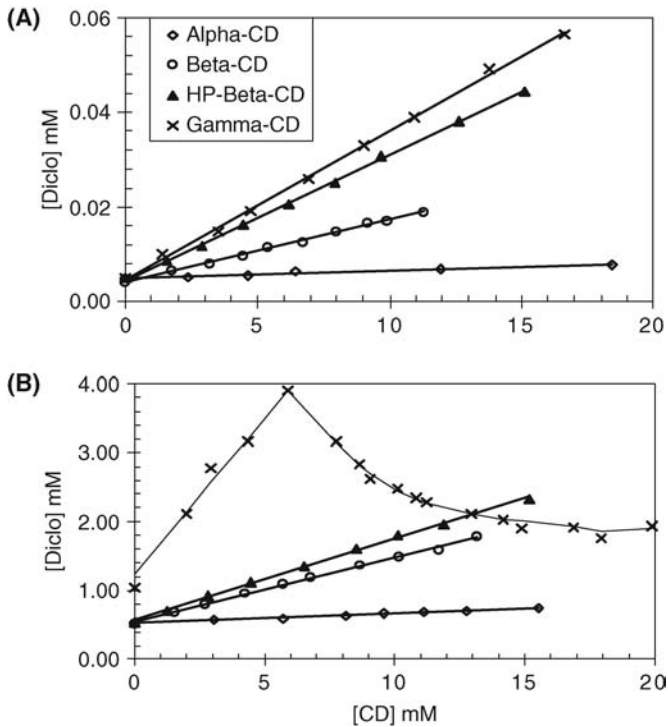 (A)
0.06
0.04
0.02
0.00
[Diclo] mM
Alpha-CD
Beta-CD
HP-Beta-CD
Gamma-CD
0
5
10
15
20
(B)
4.00
3.00
2.00
1.00
0.00
[Diclo] mM
0
5
10
15
20
[CD] mM